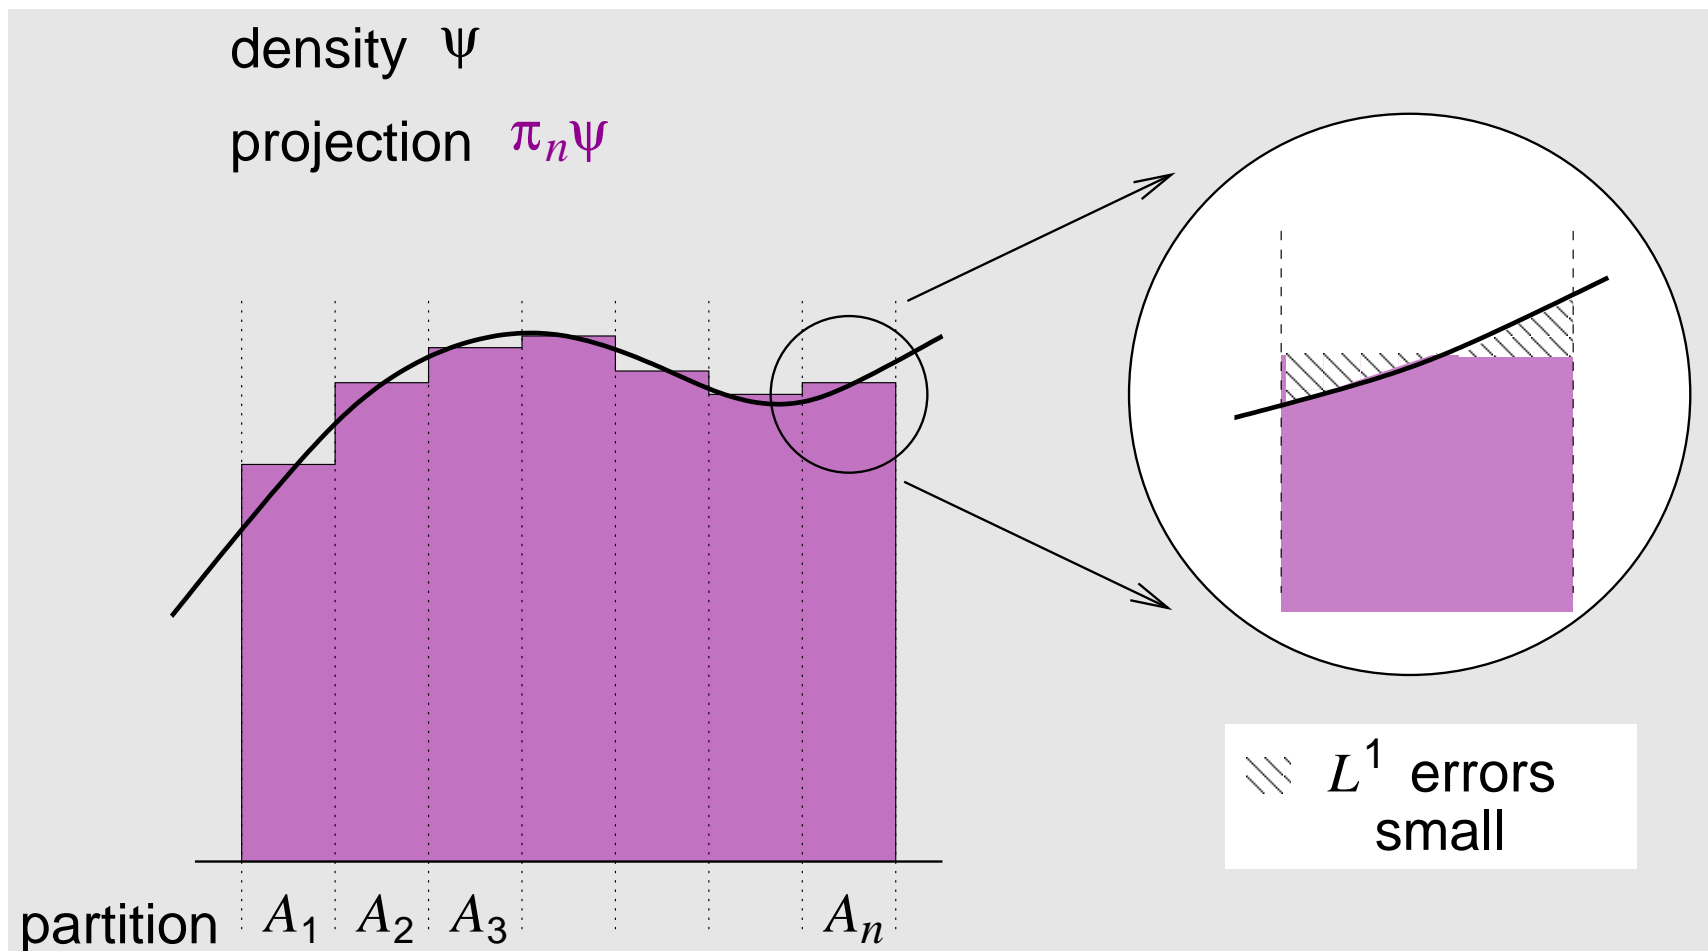 density ψ
projection πₙψ
L¹ errors
small
partition A₁ A₂ A₃ Aₙ